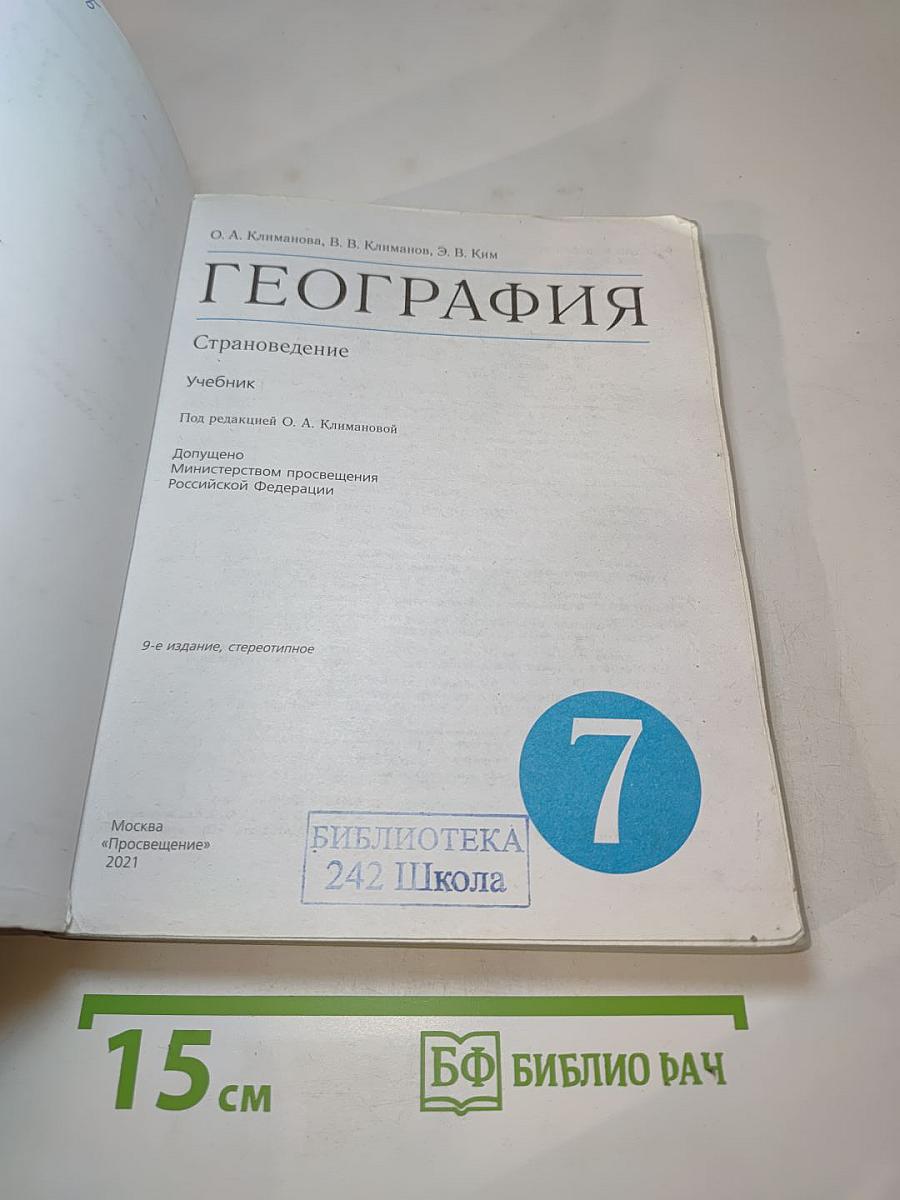 О. А. Климанова, В. В. Климанов, Э. В. Ким
ГЕОГРАФИЯ
Страноведение
Учебник
Под редакцией О. А. Климановой
Допущено
Министерством просвещения
Российской Федерации
9-е издание, стереотипное
7
Москва
«Просвещение»
2021
БИБЛИОТЕКА
242 Школа
15 см
БФ БИБЛИО РАЧ